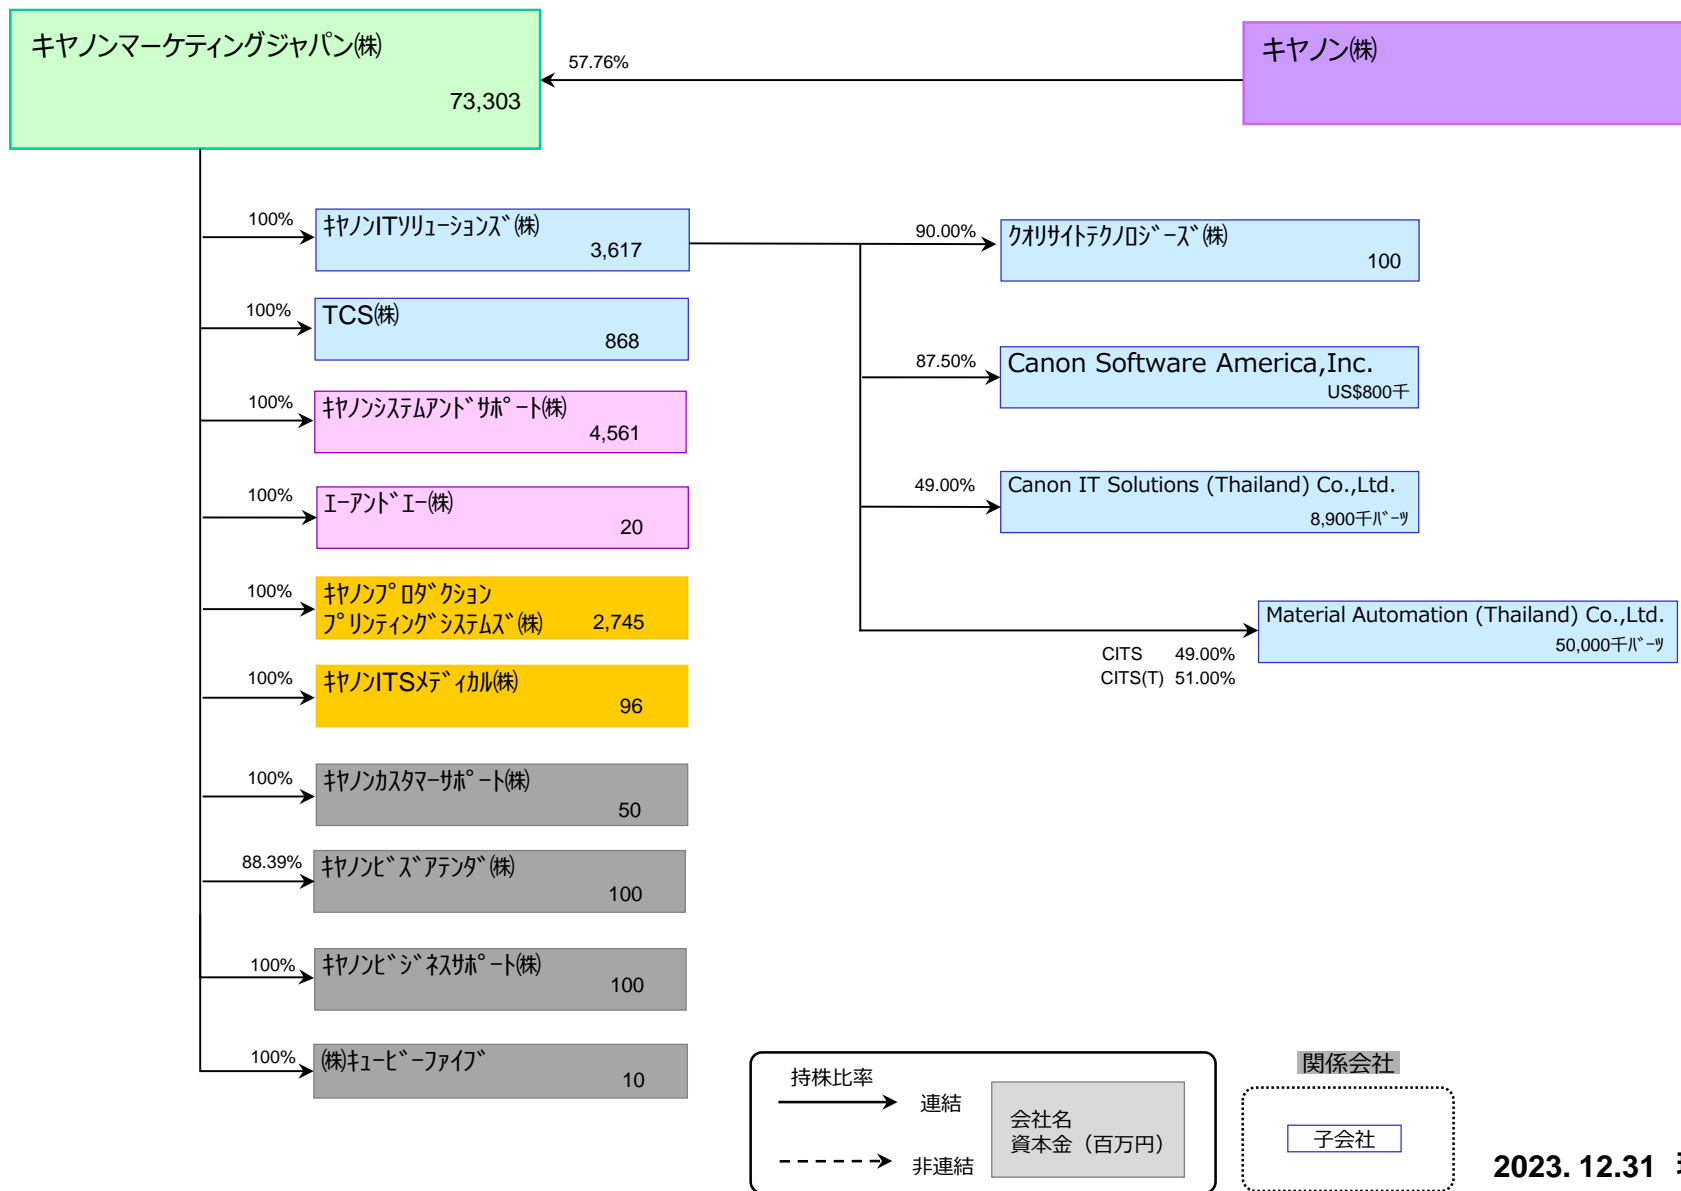 キヤノンマーケティングジャパン㈱
73,303
57.76%
キヤノン㈱
100%
ｷヤﾉﾝITｿﾘｭｰｼｮﾝｽﾞ㈱
3,617
90.00%
ｸｵﾘｻｲﾄﾃｸﾉﾛｼﾞｰｽﾞ㈱
100
100%
TCS㈱
868
87.50%
Canon Software America,Inc.
US$800千
100%
ｷヤﾉﾝｼｽﾃﾑｱﾝﾄﾞｻﾎﾟｰﾄ㈱
4,561
49.00%
Canon IT Solutions (Thailand) Co.,Ltd.
8,900千ﾊﾞｰﾂ
100%
ｴｰｱﾝﾄﾞｴｰ㈱
20
100%
ｷヤﾉﾝﾌﾟﾛﾀﾞｸｼｮﾝ
ﾌﾟﾘﾝﾃｨﾝｸﾞｼｽﾃﾑｽﾞ㈱
2,745
Material Automation (Thailand) Co.,Ltd.
50,000千ﾊﾞｰﾂ
CITS 49.00%
CITS(T) 51.00%
100%
ｷヤﾉﾝITSﾒﾃﾞｨｶﾙ㈱
96
100%
ｷヤﾉﾝｶｽﾀﾏｰｻﾎﾟｰﾄ㈱
50
88.39%
ｷヤﾉﾝﾋﾞｽﾞｱﾃﾝﾀﾞ㈱
100
100%
ｷヤﾉﾝﾋﾞｼﾞﾈｽｻﾎﾟｰﾄ㈱
100
100%
㈱ｷｭｰﾋﾞｰﾌｧｲﾌﾞ
10
持株比率
連結
非連結
会社名
資本金（百万円）
関係会社
子会社
2023. 12.31